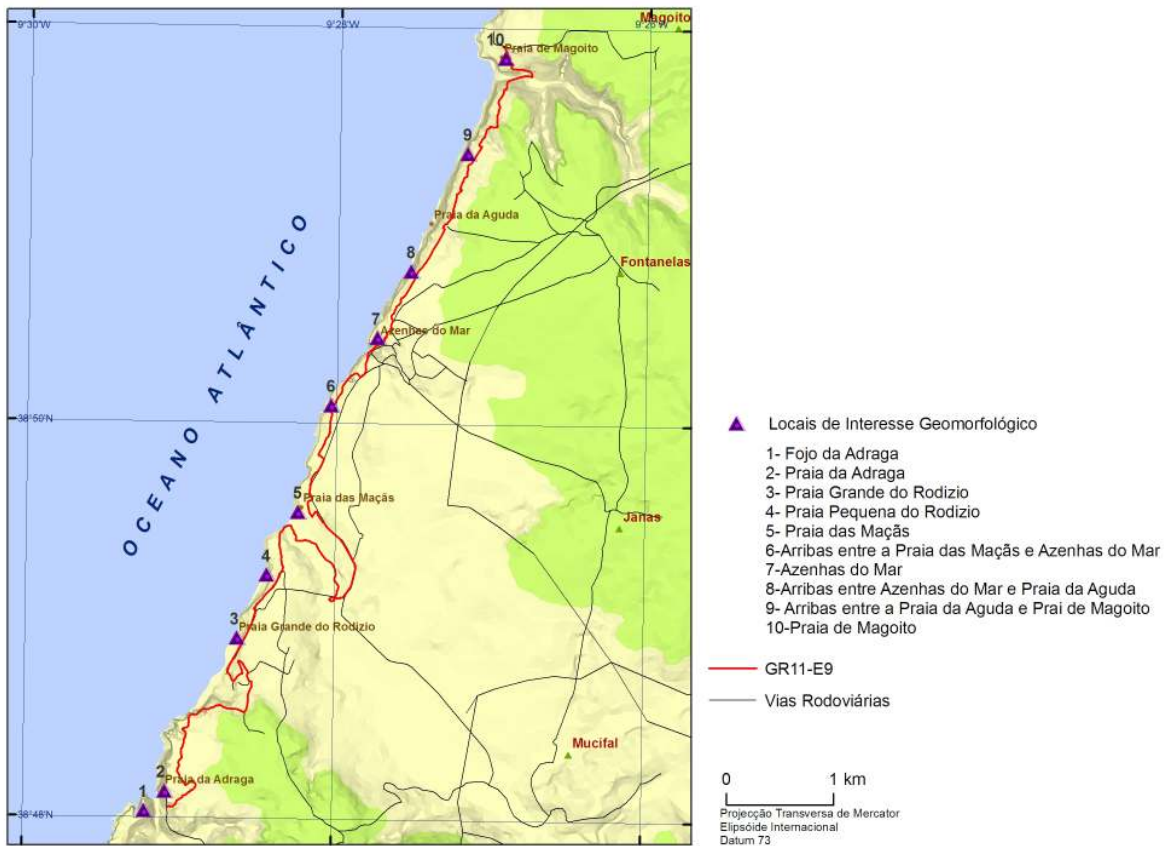 9°30'W
9°28'W
9°26'W
Magoito
10
Praia de Magoito
9
Praia da Aguda
8
Fontanelas
7
Azenhas do Mar
6
38°50'N
OCEANO ATLÂNTICO
5
Praia das Maçãs
Janas
4
3
Praia Grande do Rodizio
Mucifal
2
Praia da Adraga
1
38°48'N
Locais de Interesse Geomorfológico
1- Fojo da Adraga
2- Praia da Adraga
3- Praia Grande do Rodizio
4- Praia Pequena do Rodizio
5- Praia das Maçãs
6-Arribas entre a Praia das Maçãs e Azenhas do Mar
7-Azenhas do Mar
8-Arribas entre Azenhas do Mar e Praia da Aguda
9- Arribas entre a Praia da Aguda e Prai de Magoito
10-Praia de Magoito
GR11-E9
Vias Rodoviárias
0 1 km
Projecção Transversa de Mercator
Elipsóide Internacional
Datum 73